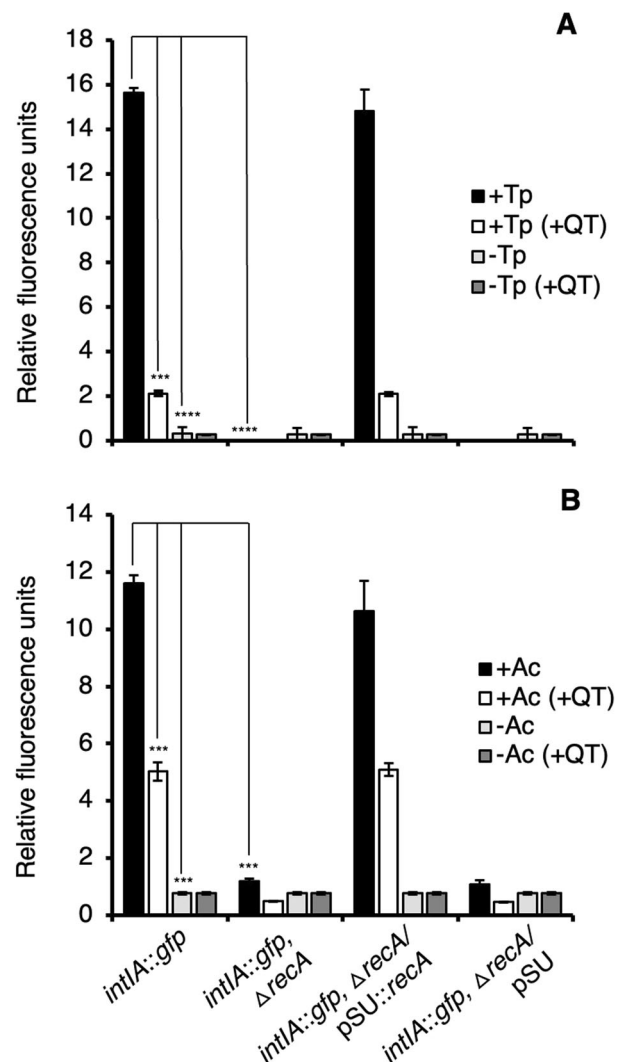 A
18
16
14
12
10
8
6
4
2
0
Relative fluorescence units
+Tp
+Tp (+QT)
-Tp
-Tp (+QT)
***
****
****
B
14
12
10
8
6
4
2
0
Relative fluorescence units
+Ac
+Ac (+QT)
-Ac
-Ac (+QT)
***
***
***
intIA::gfp
intIA::gfp,
ΔrecA
intIA::gfp, ΔrecA/
pSU::recA
intIA::gfp, ΔrecA/
pSU